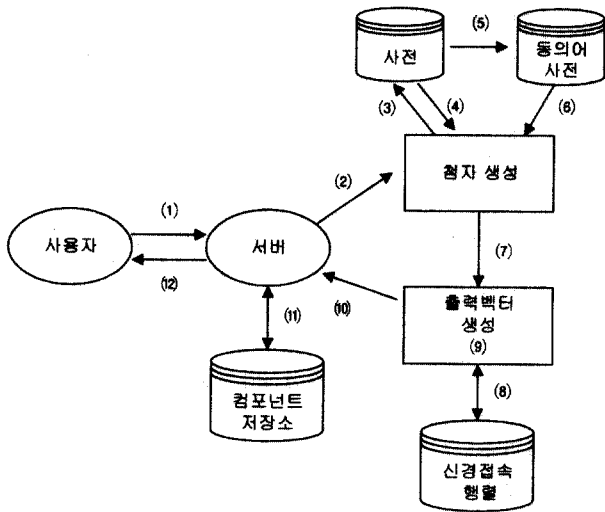 (5)
사전
동의어
사전
(3)
(4)
(6)
첨자 생성
(2)
(1)
사용자
서버
(7)
(12)
(10)
출력벡터
생성
(9)
(11)
(8)
컴포넌트
저장소
신경접속
행렬